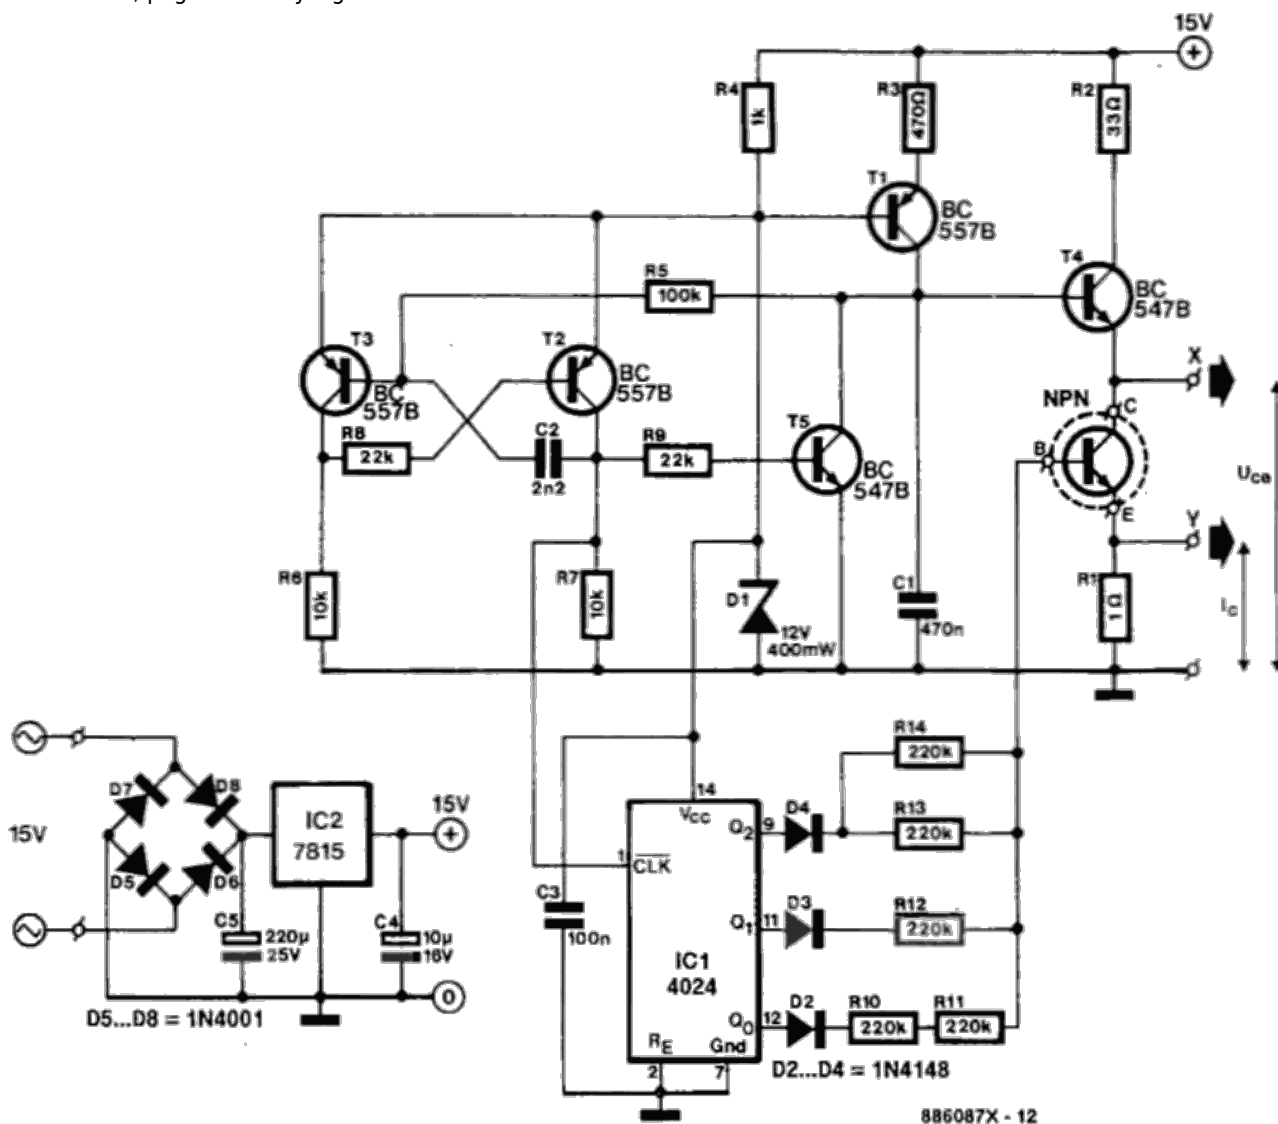 15V
+
R4
1k
R3
470Ω
R2
33Ω
T1
BC
557B
T4
BC
547B
R5
100k
T3
BC
557B
T2
BC
557B
X
NPN
C
B
E
Uce
R8
22k
C2
2n2
R9
22k
T5
BC
547B
Y
R6
10k
R7
10k
D1
12V
400mW
C1
470n
R1
1Ω
Ic
15V
D7
D8
D5
D6
IC2
7815
15V
+
C5
220µ
25V
C4
10µ
16V
0
D5...D8 = 1N4001
14
VCC
1
CLK
Q2
9
D4
R14
220k
R13
220k
C3
100n
Q1
11
D3
R12
220k
IC1
4024
Q0
12
D2
R10
220k
R11
220k
RE
Gnd
2
7
D2...D4 = 1N4148
886087X - 12